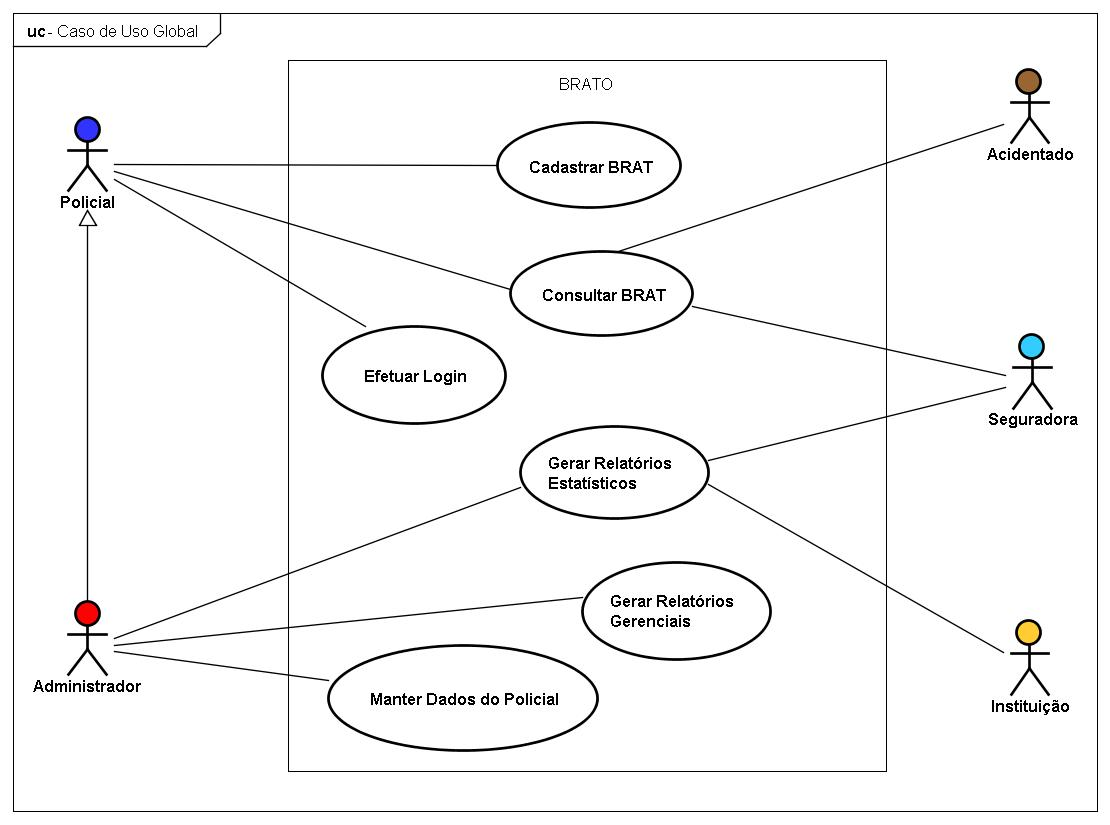 uc - Caso de Uso Global
BRATO
Cadastrar BRAT
Acidentado
Policial
Consultar BRAT
Efetuar Login
Seguradora
Gerar Relatórios
Estatísticos
Gerar Relatórios
Gerenciais
Administrador
Manter Dados do Policial
Instituição